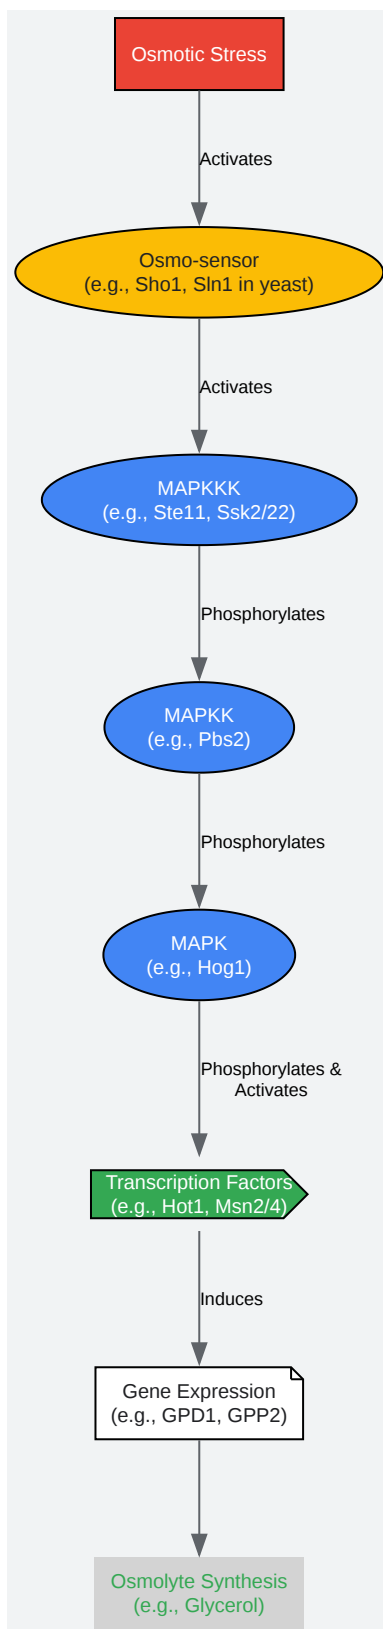 Osmotic Stress
Activates
Osmo-sensor
(e.g., Sho1, Sln1 in yeast)
Activates
MAPKKK
(e.g., Ste11, Ssk2/22)
Phosphorylates
MAPKK
(e.g., Pbs2)
Phosphorylates
MAPK
(e.g., Hog1)
Phosphorylates &
Activates
Transcription Factors
(e.g., Hot1, Msn2/4)
Induces
Gene Expression
(e.g., GPD1, GPP2)
Osmolyte Synthesis
(e.g., Glycerol)